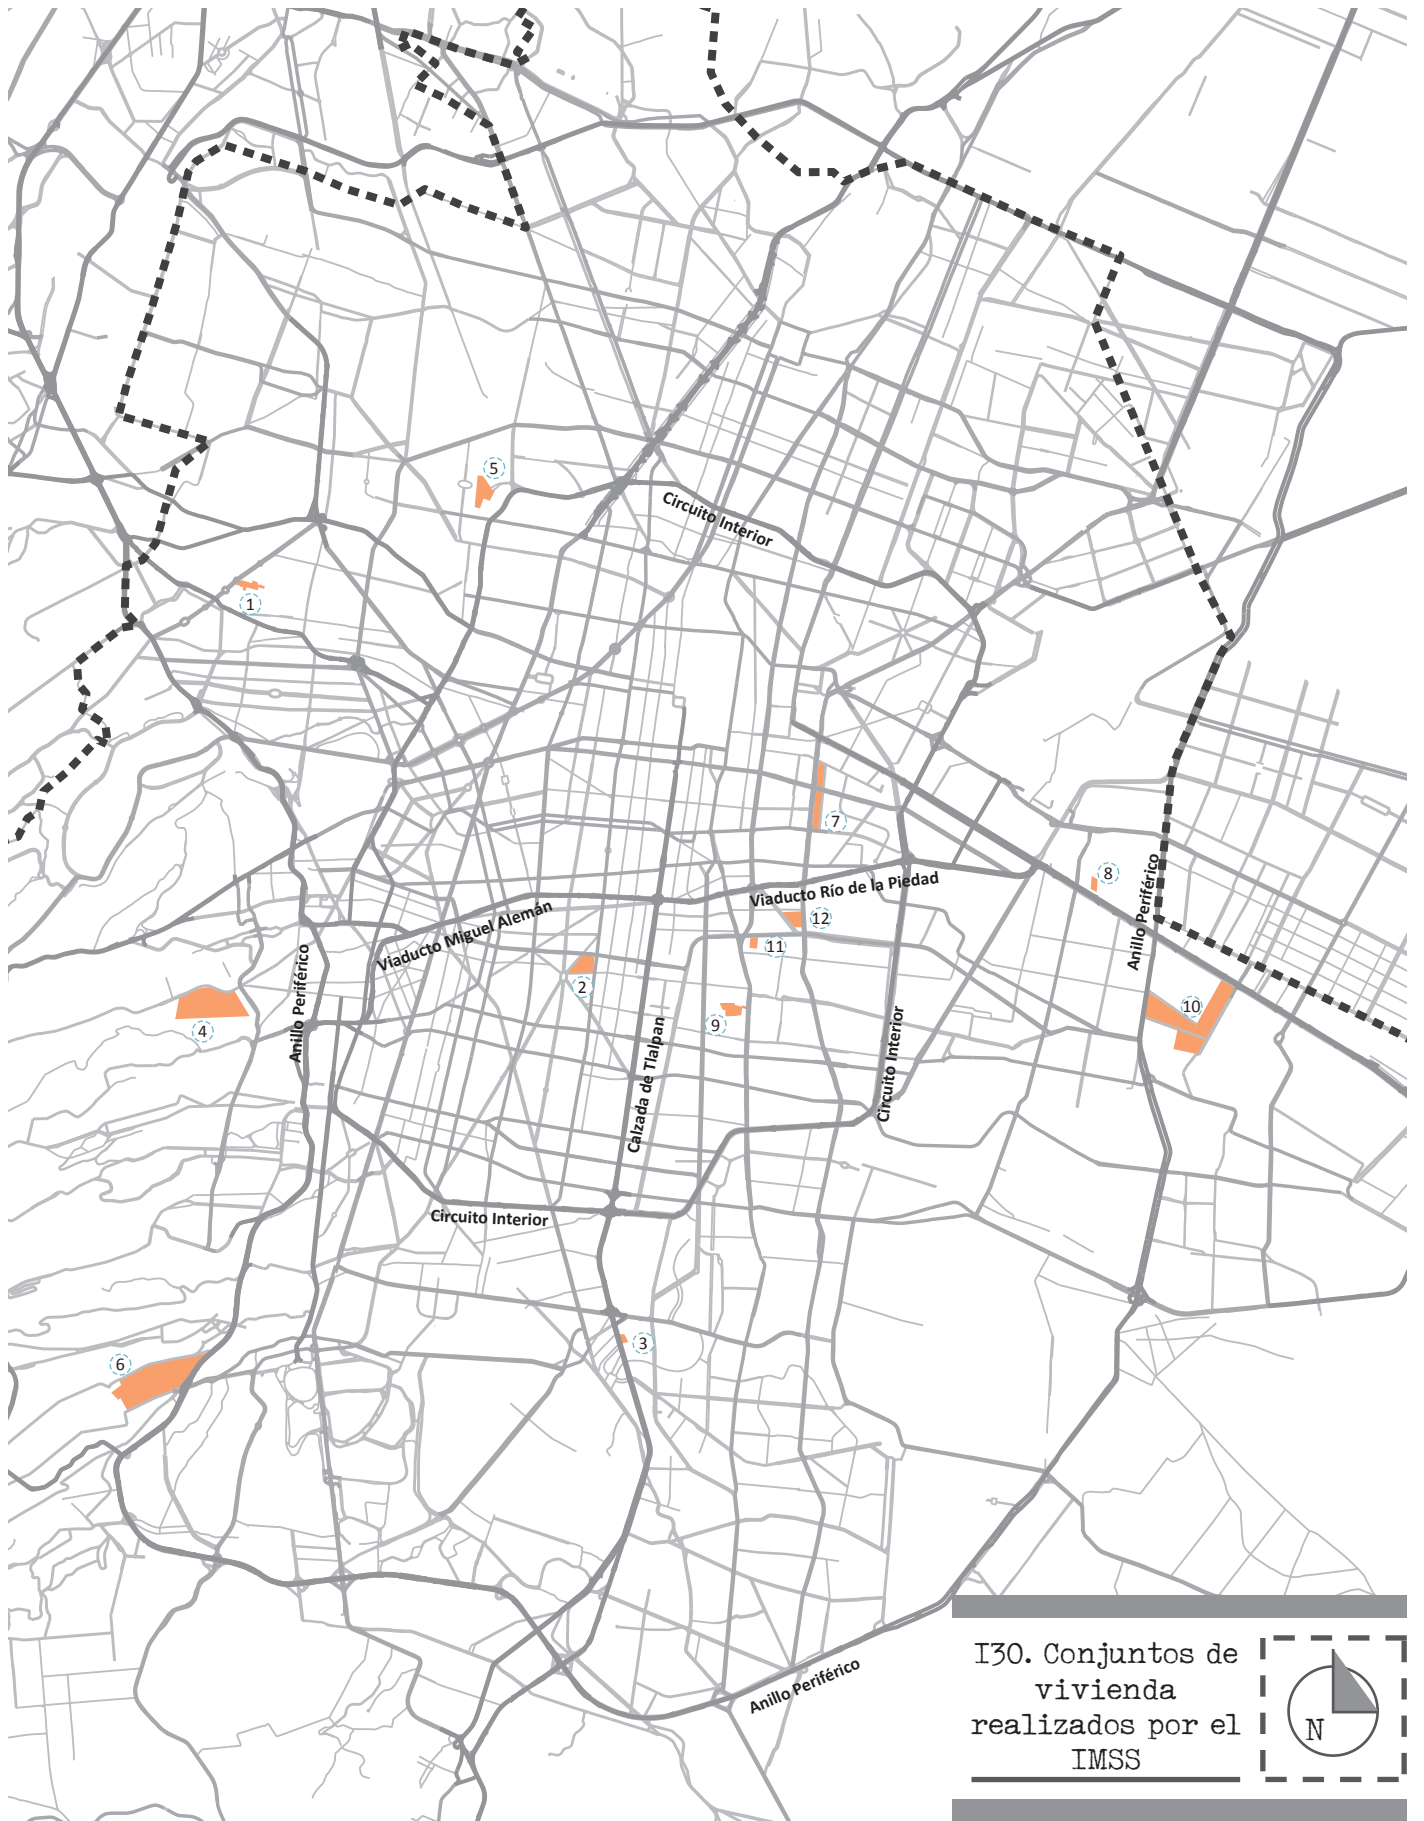 5
Circuito Interior
1
7
8
Viaducto Río de la Piedad
Anillo Periférico
12
Viaducto Miguel Alemán
11
2
Anillo Periférico
4
9
10
Calzada de Tlalpan
Circuito Interior
Circuito Interior
3
6
Anillo Periférico
I30. Conjuntos de
vivienda
realizados por el
IMSS
N